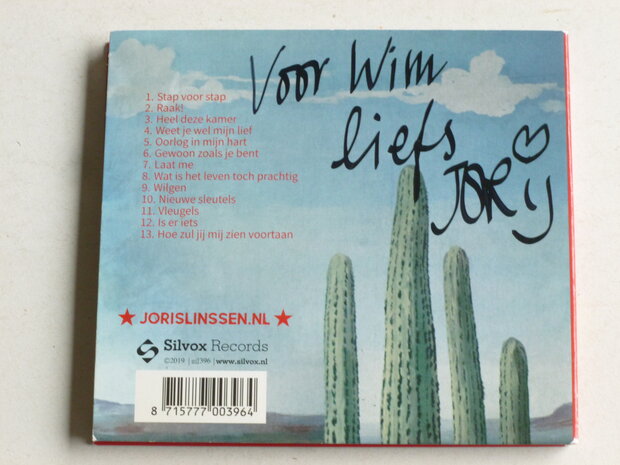 Voor Wim
liefs
JORIS
1. Stap voor stap
2. Raak!
3. Heel deze kamer
4. Weet je wel mijn lief
5. Oorlog in mijn hart
6. Gewoon zoals je bent
7. Laat me
8. Wat is het leven toch prachtig
9. Wilgen
10. Nieuwe sleutels
11. Vleugels
12. Is er iets
13. Hoe zul jij mij zien voortaan
★ JORISLINSSEN.NL ★
Silvox Records
©2019 | sil396 | www.silvox.nl
8 715777 003964